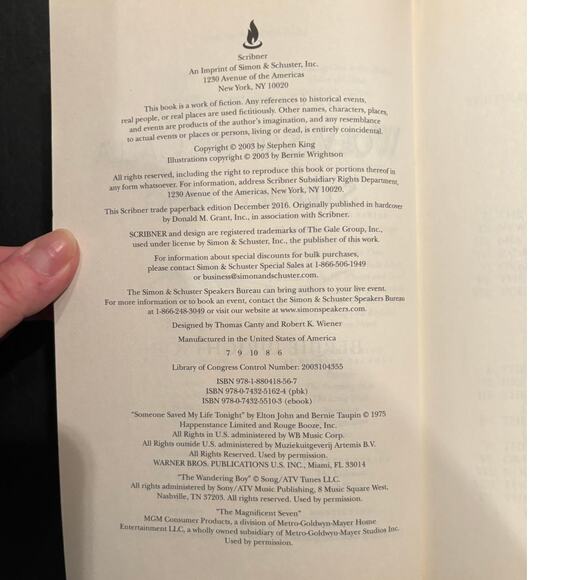 Scribner
An Imprint of Simon & Schuster, Inc.
1230 Avenue of the Americas
New York, NY 10020
This book is a work of fiction. Any references to historical events,
real people, or real places are used fictitiously. Other names, characters, places,
and events are products of the author's imagination, and any resemblance
to actual events or places or persons, living or dead, is entirely coincidental.
Copyright © 2003 by Stephen King
Illustrations copyright © 2003 by Bernie Wrightson
All rights reserved, including the right to reproduce this book or portions thereof in
any form whatsoever. For information, address Scribner Subsidiary Rights Department,
1230 Avenue of the Americas, New York, NY 10020.
This Scribner trade paperback edition December 2016. Originally published in hardcover
by Donald M. Grant, Inc., in association with Scribner.
SCRIBNER and design are registered trademarks of The Gale Group, Inc.,
used under license by Simon & Schuster, Inc., the publisher of this work.
For information about special discounts for bulk purchases,
please contact Simon & Schuster Special Sales at 1-866-506-1949
or business@simonandschuster.com.
The Simon & Schuster Speakers Bureau can bring authors to your live event.
For more information or to book an event, contact the Simon & Schuster Speakers Bureau
at 1-866-248-3049 or visit our website at www.simonspeakers.com.
Designed by Thomas Canty and Robert K. Wiener
Manufactured in the United States of America
7 9 10 8 6
Library of Congress Control Number: 2003104355
ISBN 978-1-880418-56-7
ISBN 978-0-7432-5162-4 (pbk)
ISBN 978-0-7432-5510-3 (ebook)
"Someone Saved My Life Tonight" by Elton John and Bernie Taupin © 1975
Happenstance Limited and Rouge Booze, Inc.
All Rights in U.S. administered by WB Music Corp.
All Rights outside U.S. administered by Muziekuitgeverij Artemis B.V.
All Rights Reserved. Used by permission.
WARNER BROS. PUBLICATIONS U.S. INC., Miami, FL 33014
"The Wandering Boy" © Song/ATV Tunes LLC.
All rights administered by Sony/ATV Music Publishing, 8 Music Square West,
Nashville, TN 37203. All rights reserved. Used by permission.
"The Magnificent Seven"
MGM Consumer Products, a division of Metro-Goldwyn-Mayer Home
Entertainment LLC, a wholly owned subsidiary of Metro-Goldwyn-Mayer Studios Inc.
Used by permission.